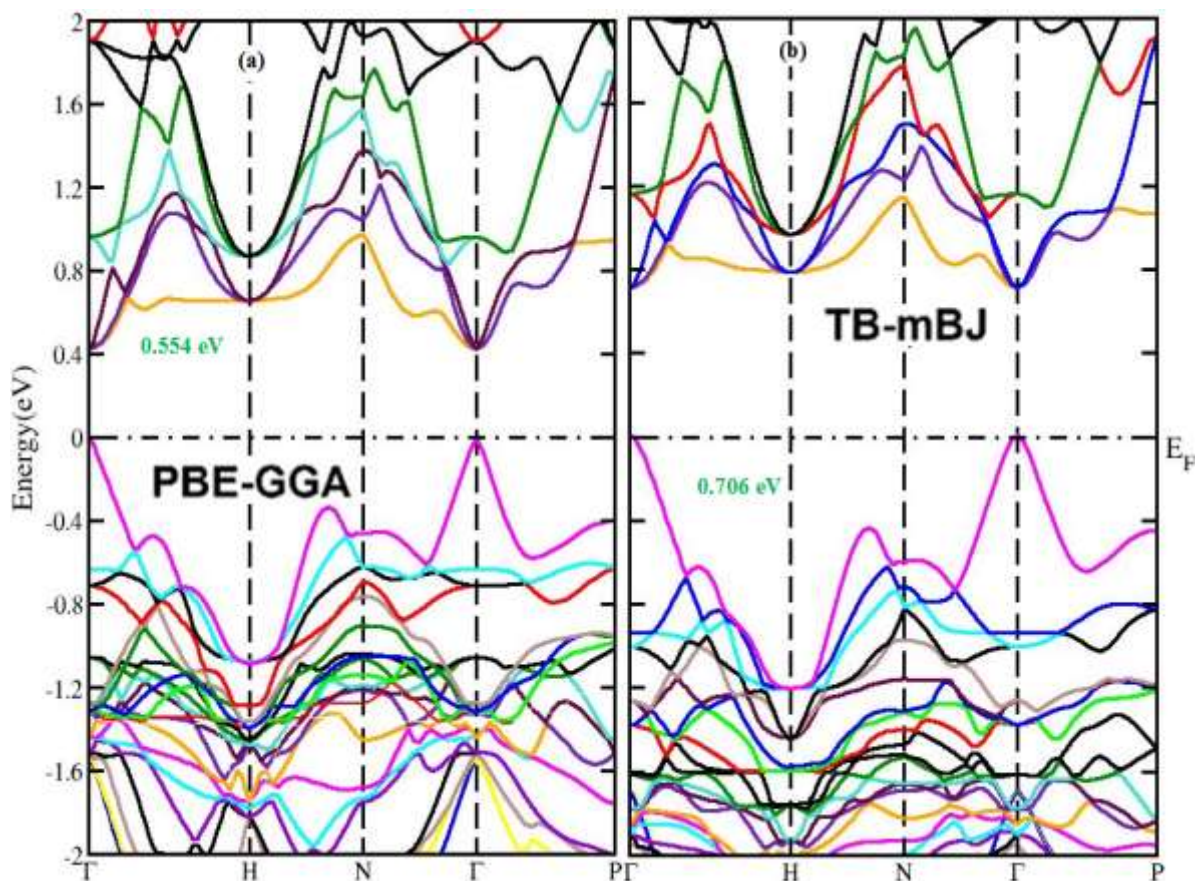 2
(a)
(b)
1.6
1.2
0.8
0.554 eV
TB-mBJ
0.4
Energy(eV)
0
E_F
PBE-GGA
0.706 eV
-0.4
-0.8
-1.2
-1.6
-2
Γ H N Γ P Γ H N Γ P